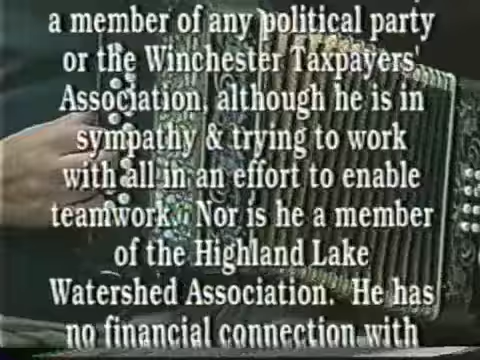 a member of any political party
or the Winchester Taxpayers'
Association, although he is in
sympathy & trying to work
with all in an effort to enable
teamwork. Nor is he a member
of the Highland Lake
Watershed Association. He has
no financial connection with